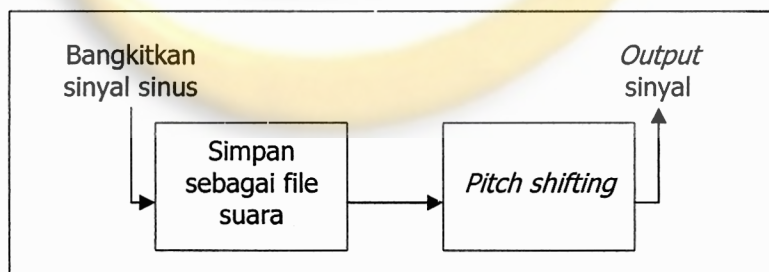 Bangkitkan
sinyal sinus
Simpan
sebagai file
suara
Pitch shifting
Output
sinyal